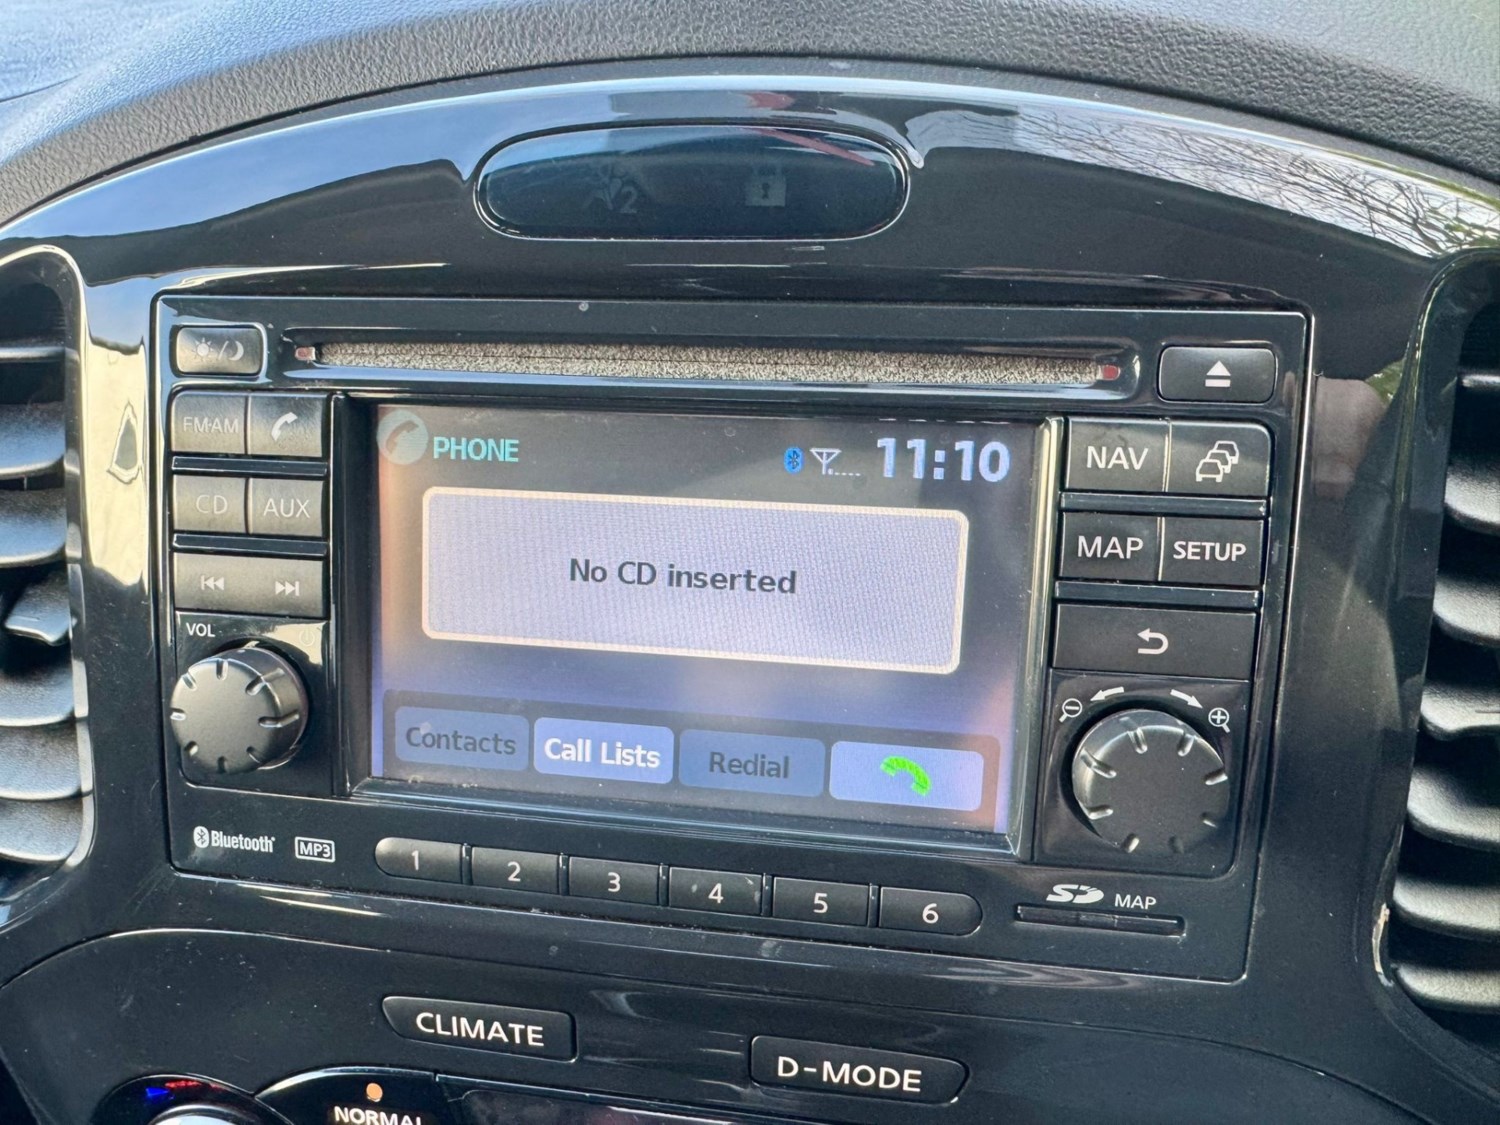 FM·AM
CD
AUX
VOL
PHONE
11:10
No CD inserted
Contacts
Call Lists
Redial
NAV
MAP
SETUP
Bluetooth
MP3
1
2
3
4
5
6
SD
MAP
CLIMATE
D-MODE
NORMAL